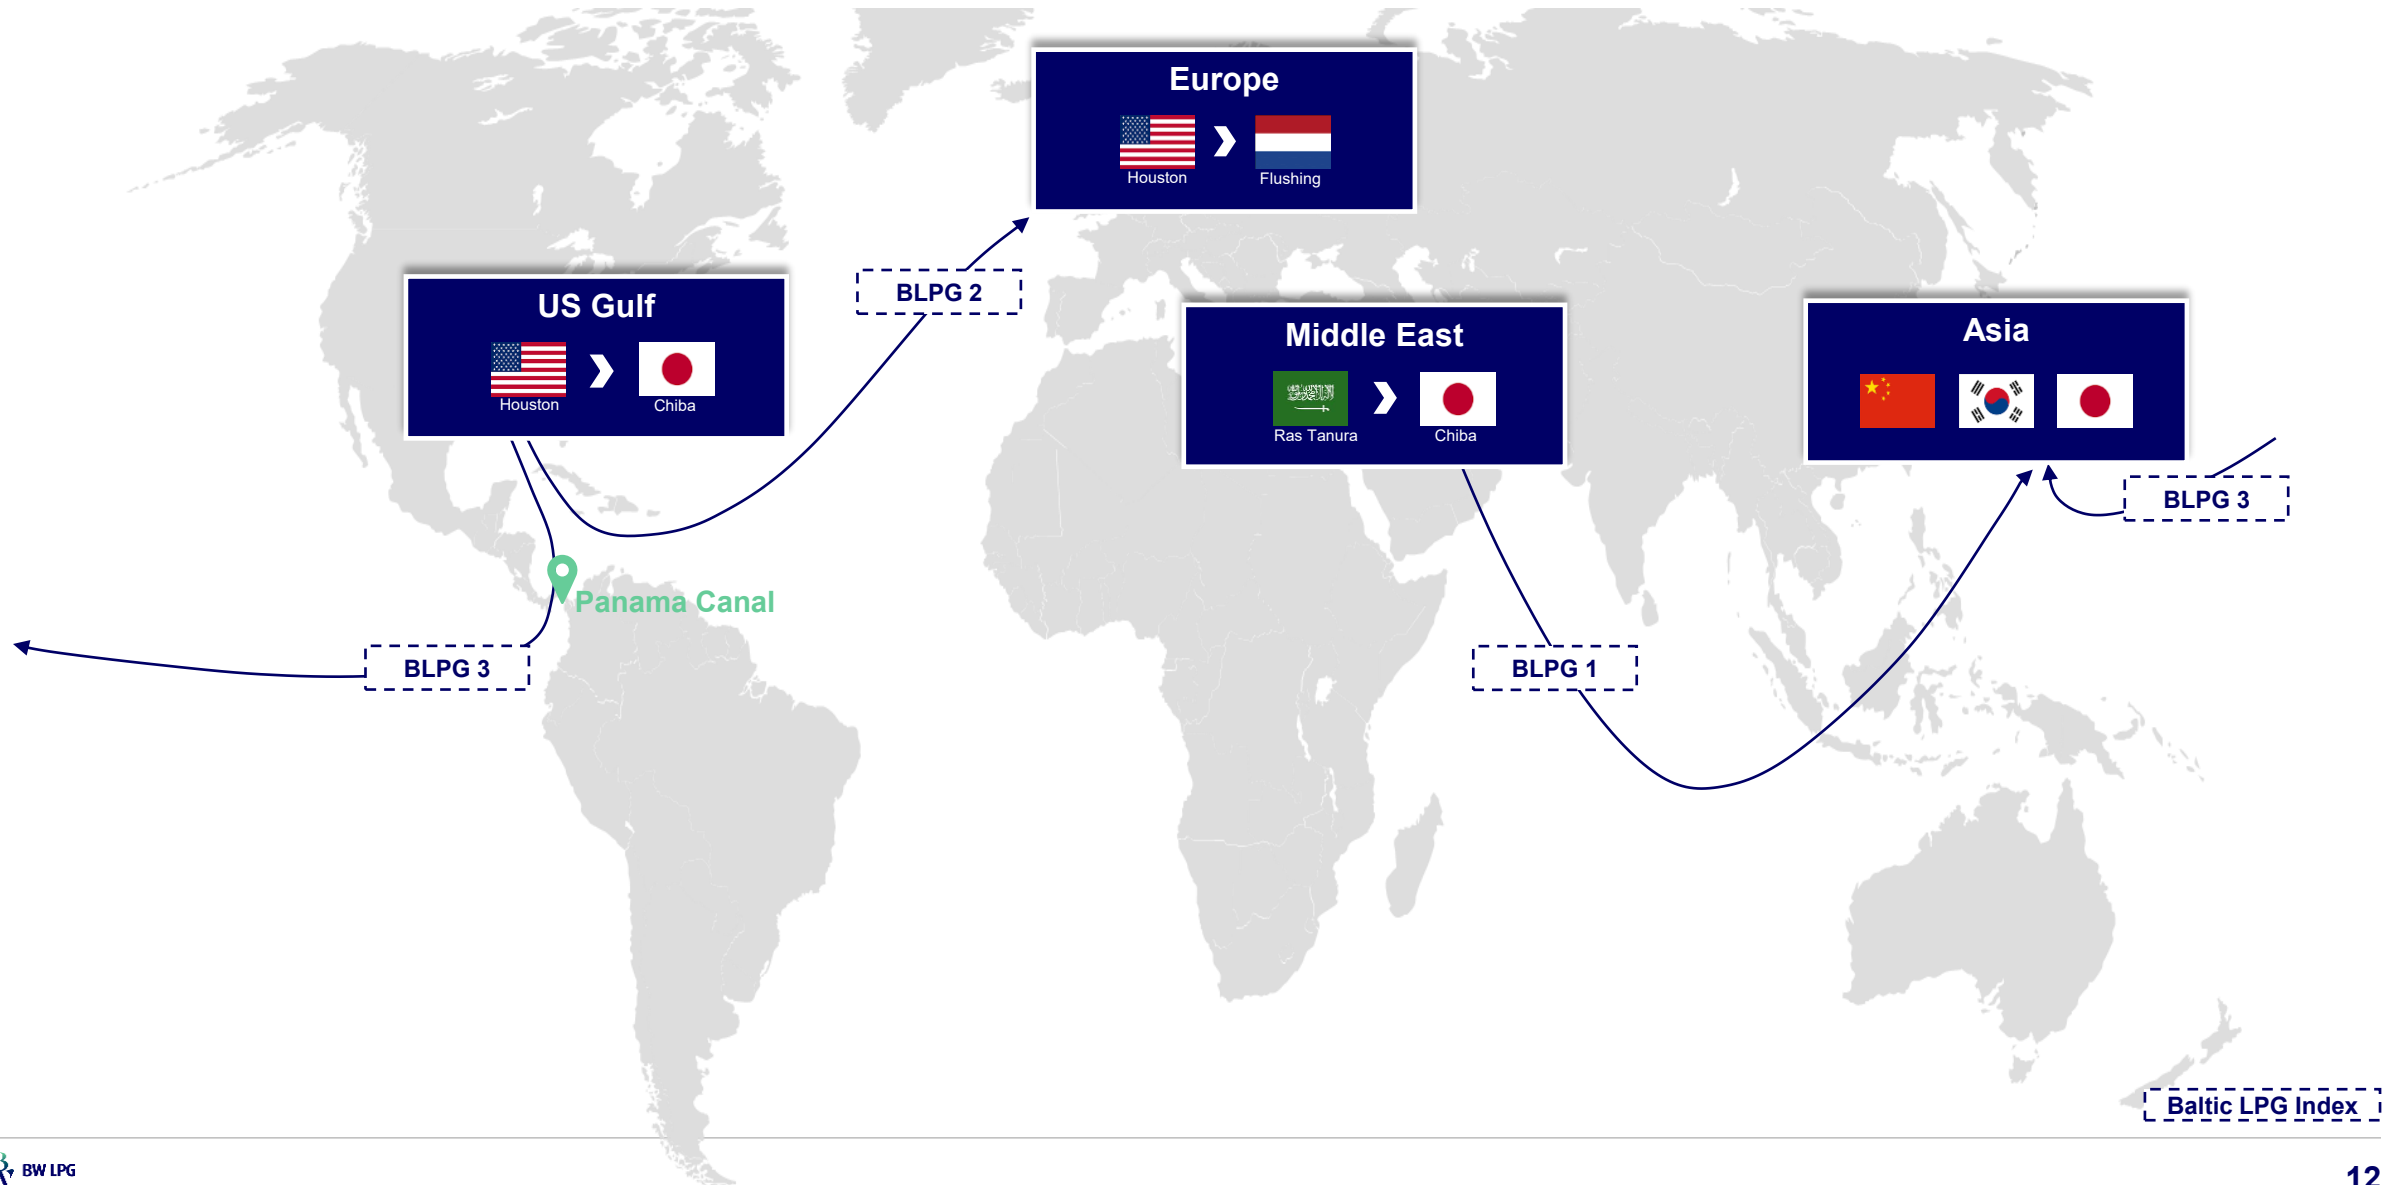 Europe
Houston
Flushing
US Gulf
Houston
Chiba
BLPG 2
Middle East
Ras Tanura
Chiba
Asia
BLPG 3
Panama Canal
BLPG 3
BLPG 1
Baltic LPG Index
BW LPG
12